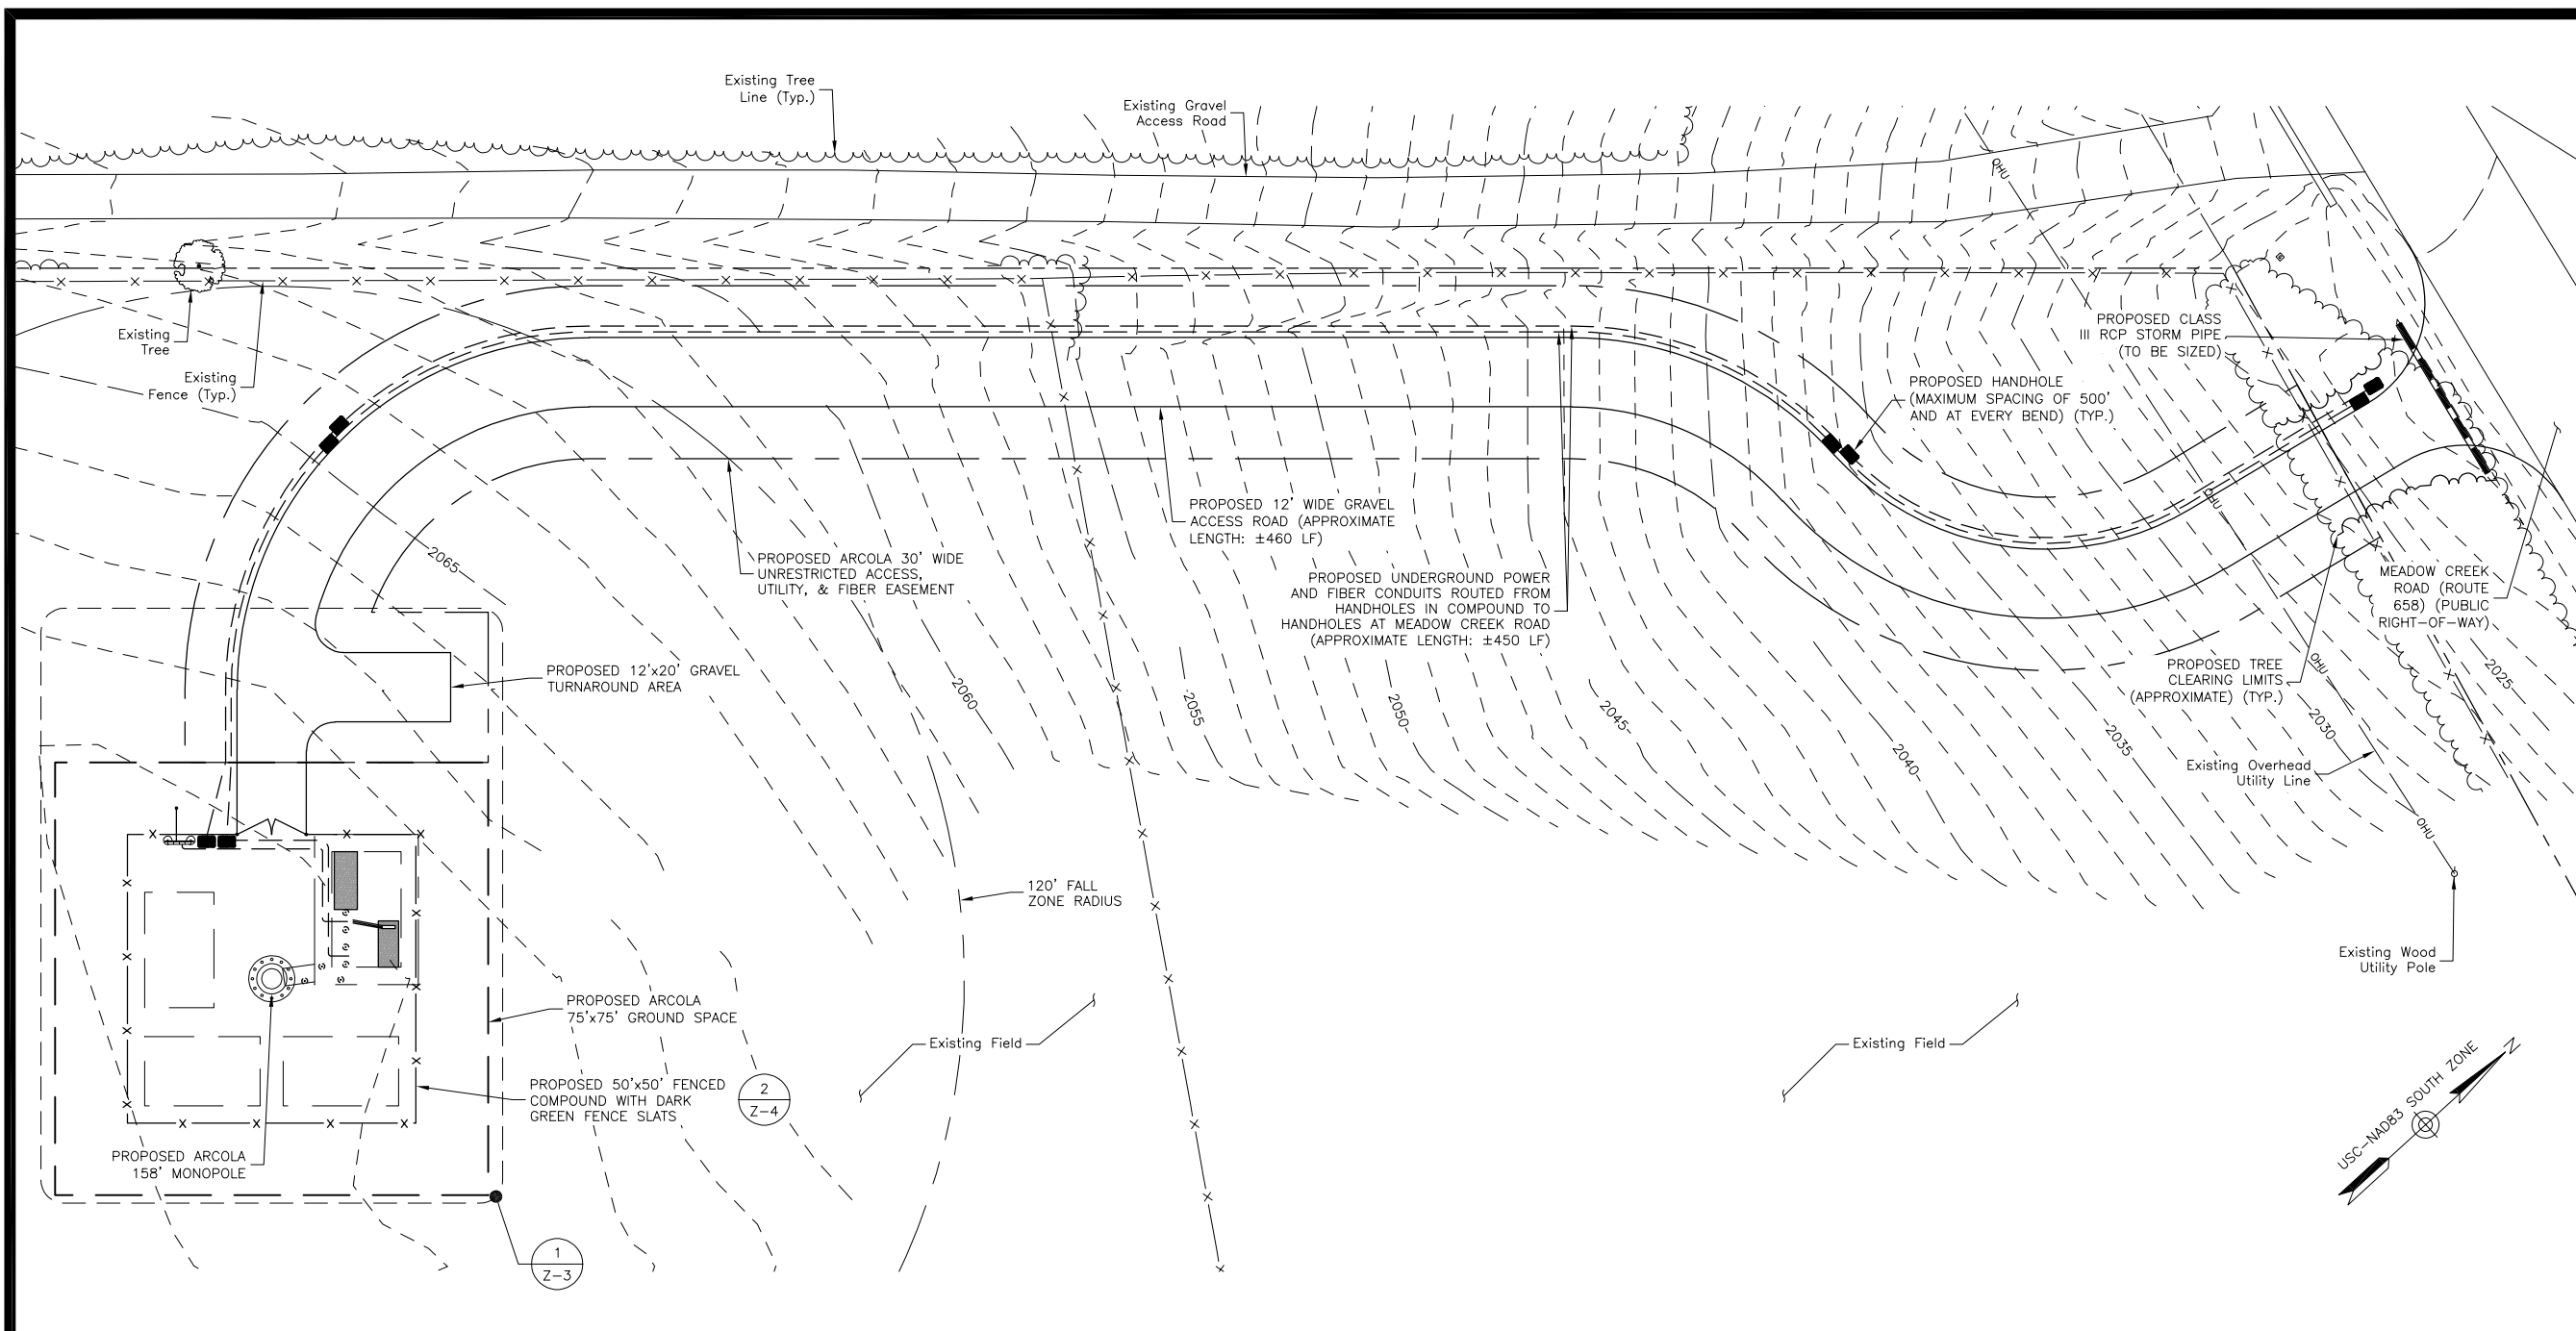 Existing Tree
Line (Typ.)
Existing Gravel
Access Road
OHU
Existing
Tree
Existing
Fence (Typ.)
PROPOSED CLASS
III RCP STORM PIPE
(TO BE SIZED)
PROPOSED HANDHOLE
(MAXIMUM SPACING OF 500'
AND AT EVERY BEND) (TYP.)
OHU
PROPOSED 12' WIDE GRAVEL
ACCESS ROAD (APPROXIMATE
LENGTH: ±460 LF)
2065
PROPOSED ARCOLA 30' WIDE
UNRESTRICTED ACCESS,
UTILITY, & FIBER EASEMENT
PROPOSED UNDERGROUND POWER
AND FIBER CONDUITS ROUTED FROM
HANDHOLES IN COMPOUND TO
HANDHOLES AT MEADOW CREEK ROAD
(APPROXIMATE LENGTH: ±450 LF)
MEADOW CREEK
ROAD (ROUTE
658) (PUBLIC
RIGHT-OF-WAY)
PROPOSED 12'x20' GRAVEL
TURNAROUND AREA
2060
2055
2050
2045
2040
2035
2030
2025
OHU
PROPOSED TREE
CLEARING LIMITS
(APPROXIMATE) (TYP.)
Existing Overhead
Utility Line
OHU
120' FALL
ZONE RADIUS
Existing Wood
Utility Pole
PROPOSED ARCOLA
75'x75' GROUND SPACE
Existing Field
Existing Field
PROPOSED 50'x50' FENCED
COMPOUND WITH DARK
GREEN FENCE SLATS
2
Z-4
PROPOSED ARCOLA
158' MONOPOLE
1
Z-3
USC-NAD83 SOUTH ZONE
N